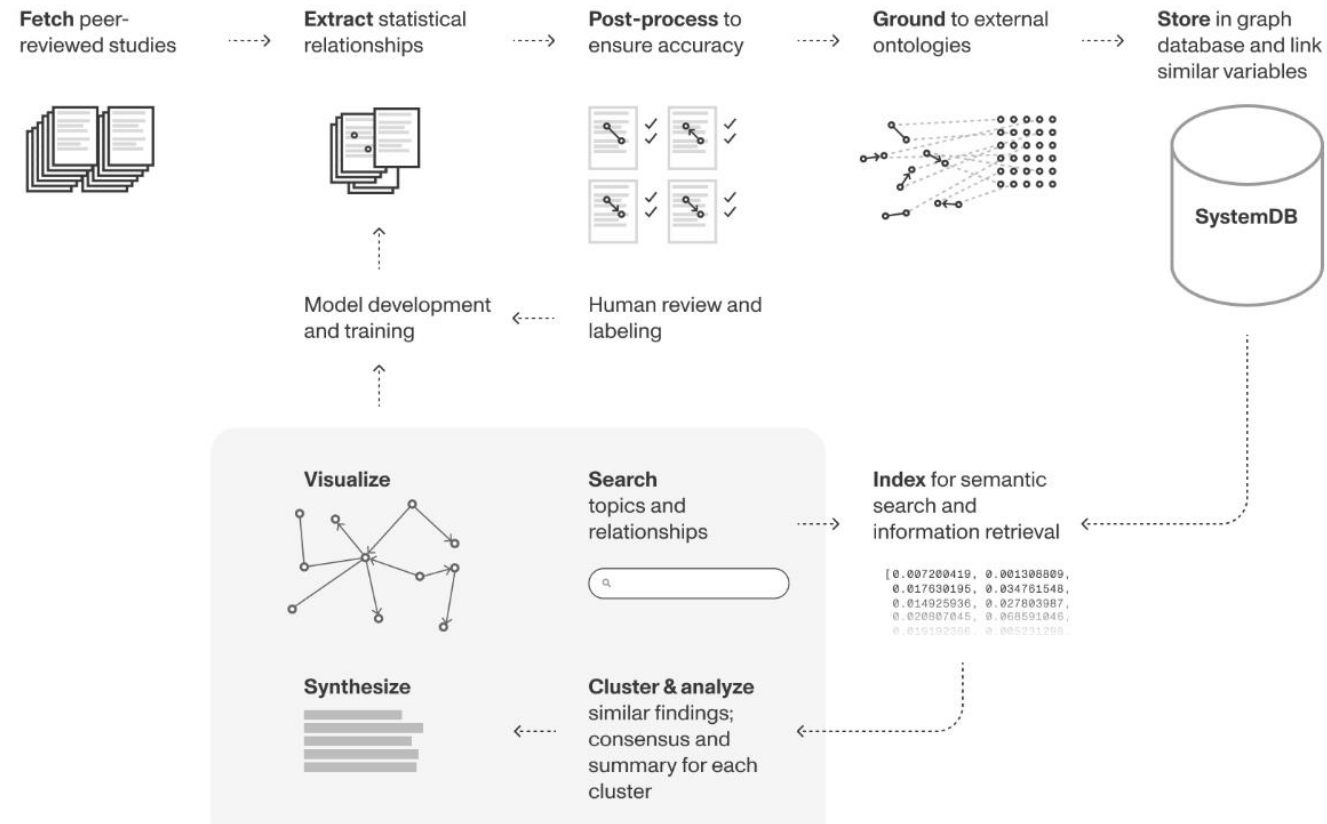 Fetch peer-
reviewed studies
Extract statistical
relationships
Post-process to
ensure accuracy
Ground to external
ontologies
Store in graph
database and link
similar variables
SystemDB
Model development
and training
Human review and
labeling
Visualize
Search
topics and
relationships
Index for semantic
search and
information retrieval
[0.007200419, 0.001308809,
0.017630195, 0.034761548,
0.014925936, 0.027803987,
0.020807045, 0.068591046,
Synthesize
Cluster & analyze
similar findings;
consensus and
summary for each
cluster